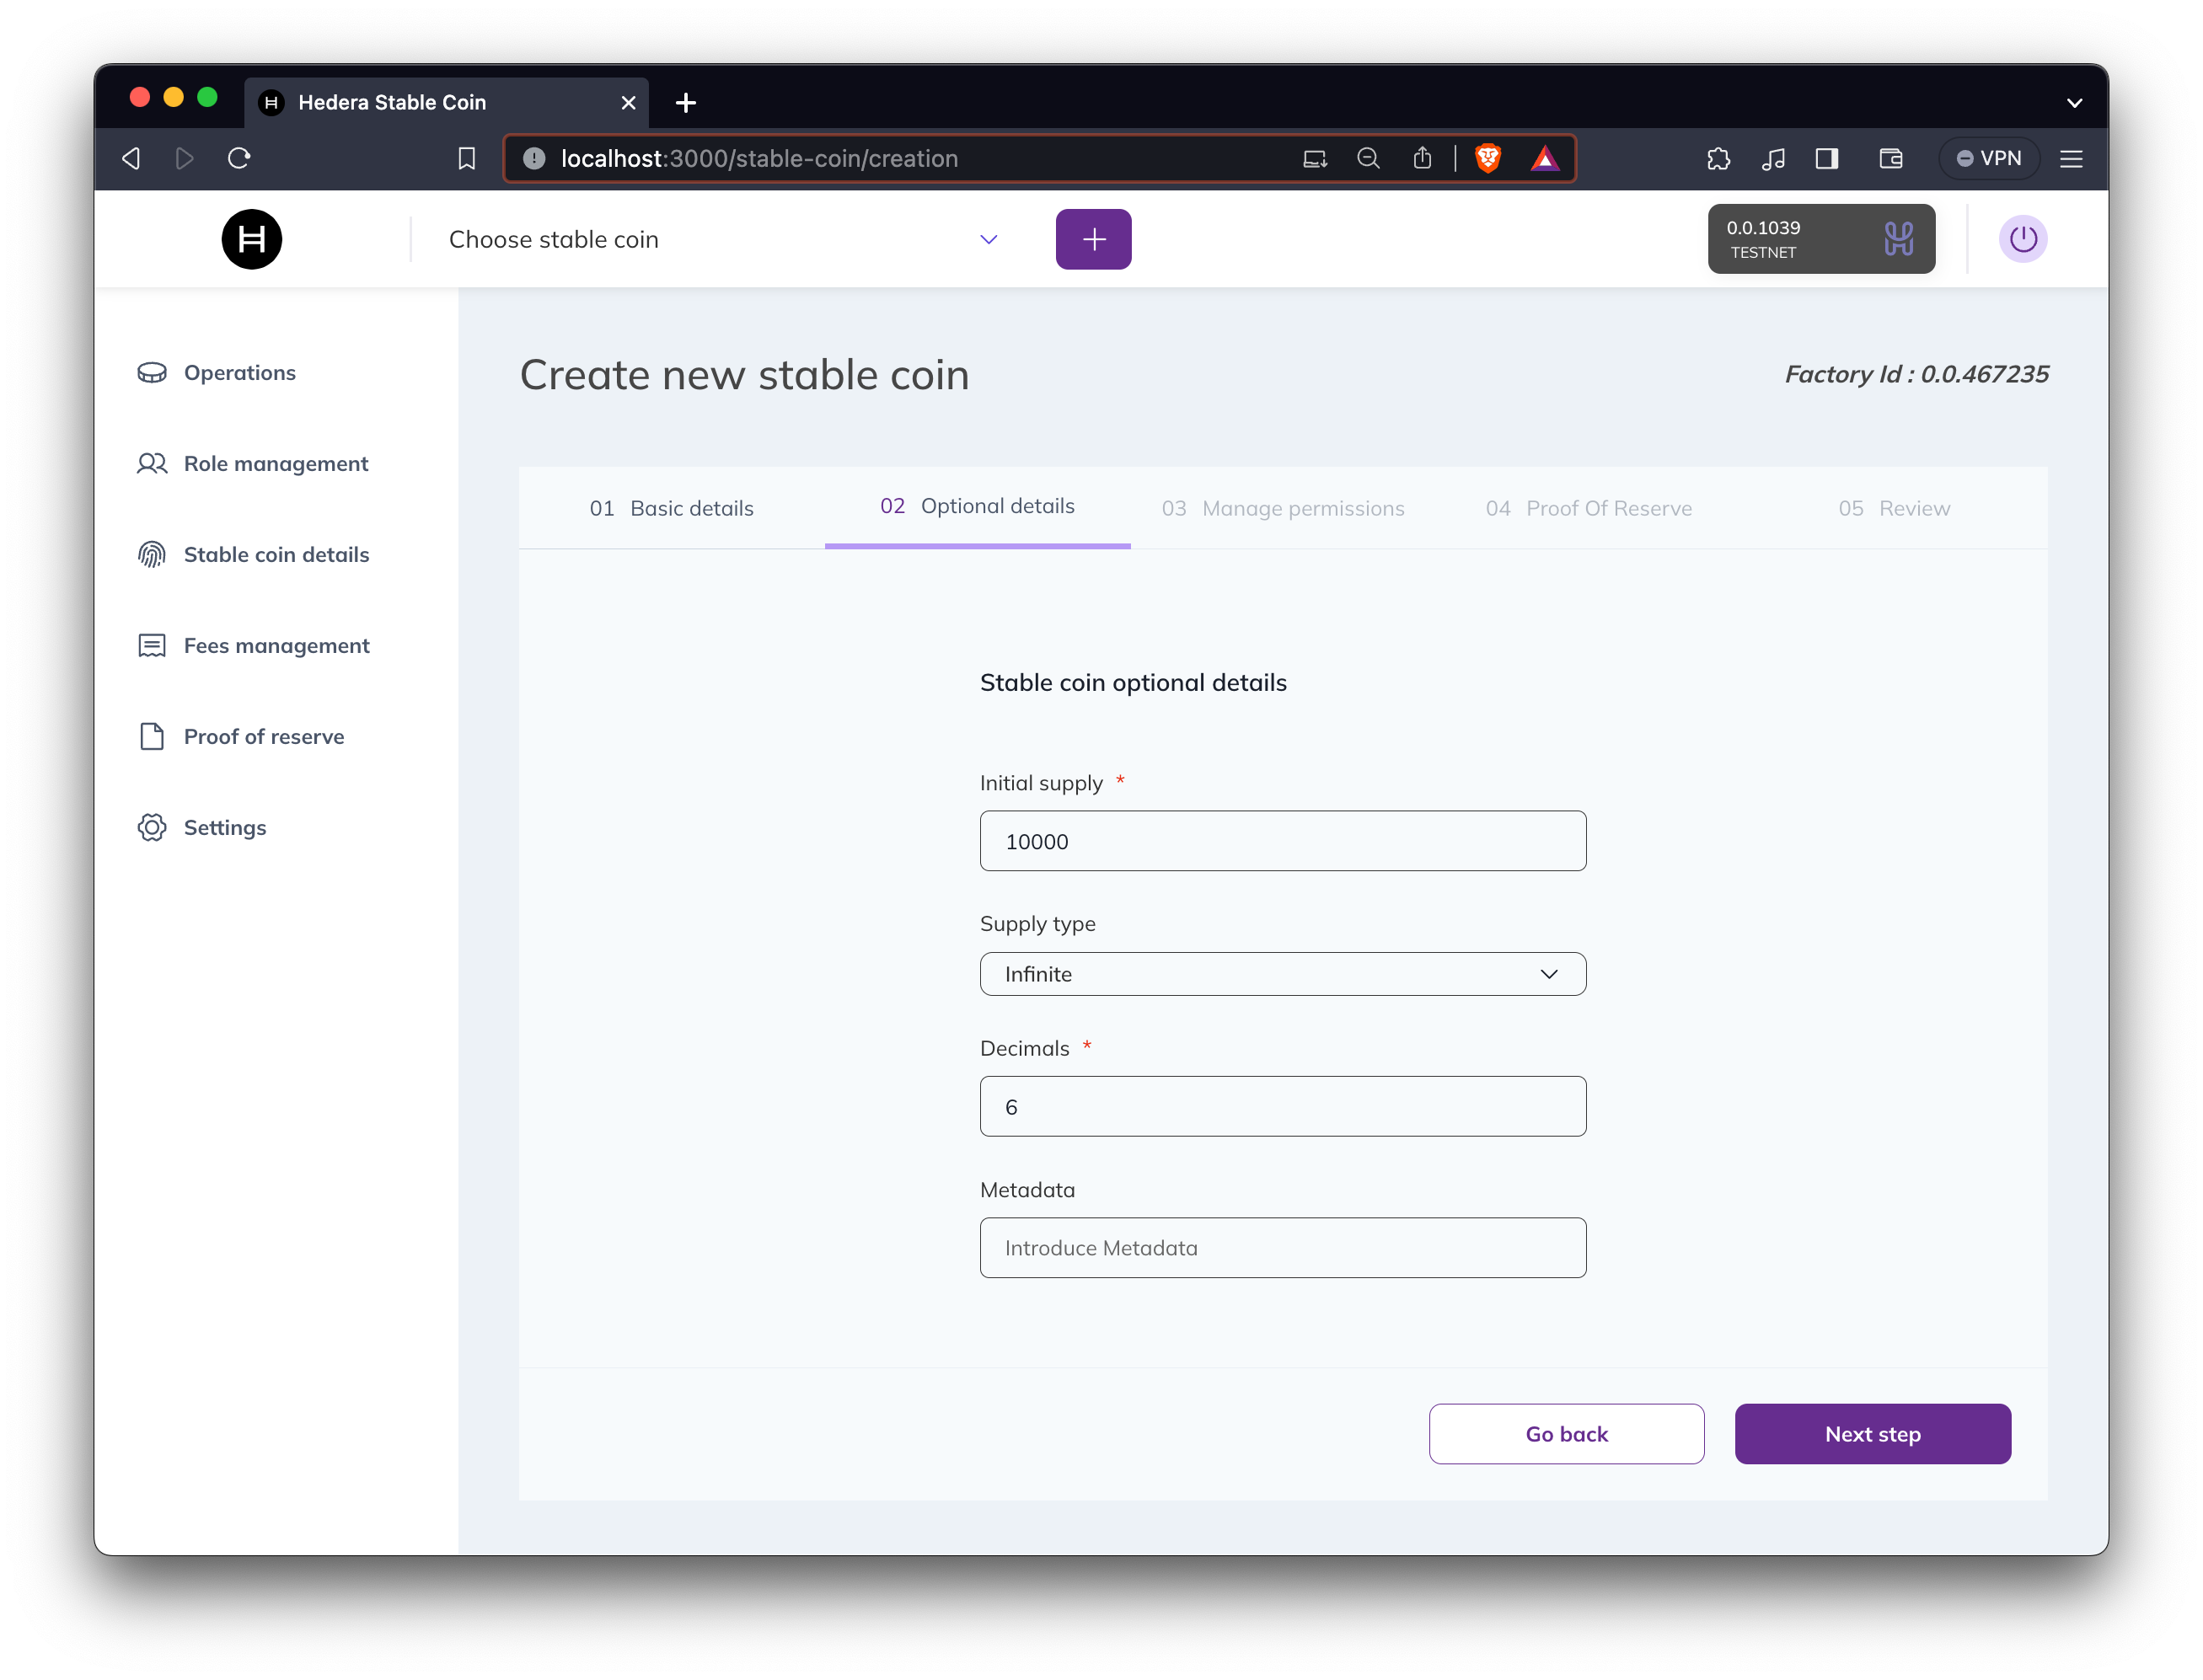 Hedera Stable Coin
localhost:3000/stable-coin/creation
VPN
Choose stable coin
0.0.1039
TESTNET
Operations
Role management
Stable coin details
Fees management
Proof of reserve
Settings
Create new stable coin
Factory Id : 0.0.467235
01 Basic details
02 Optional details
03 Manage permissions
04 Proof Of Reserve
05 Review
Stable coin optional details
Initial supply *
10000
Supply type
Infinite
Decimals *
6
Metadata
Introduce Metadata
Go back
Next step